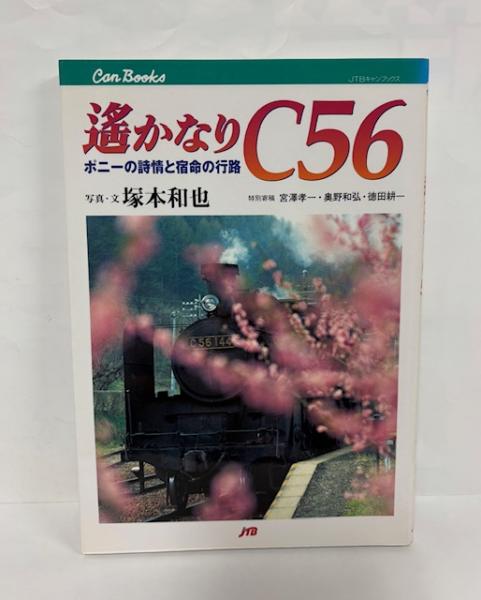 Can Books
JTBキャンブックス
遙かなりC56
ポニーの詩情と宿命の行路
写真・文 塚本和也
特別寄稿 宮澤孝一・奥野和弘・徳田耕一
C56 144
JTB